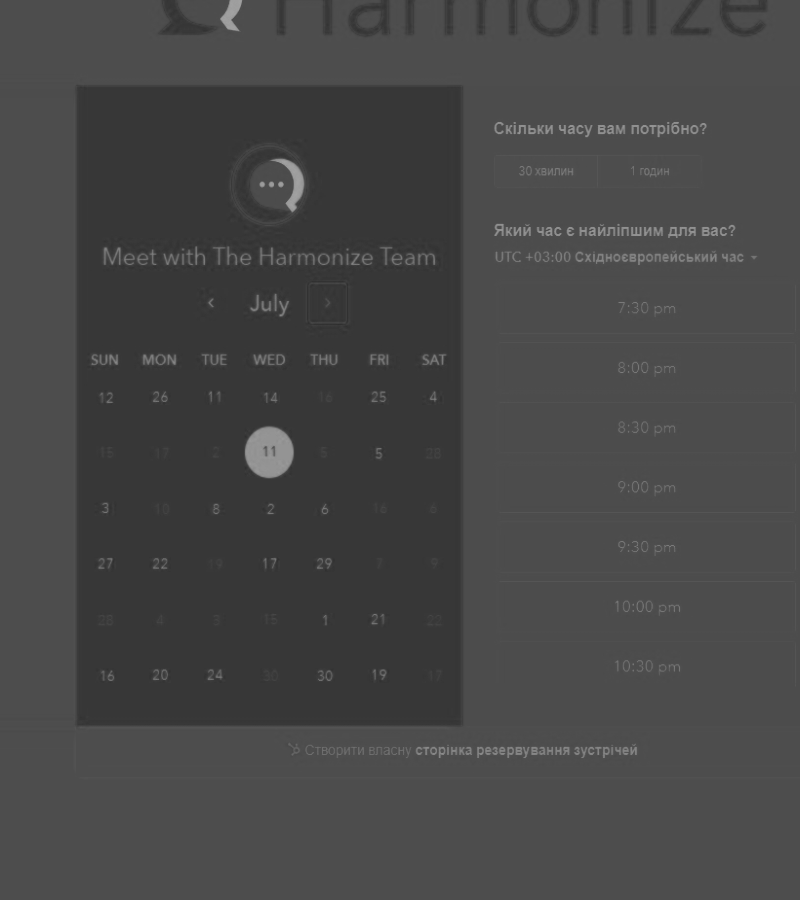 Harmonize
Meet with The Harmonize Team
July
SUN MON TUE WED THU FRI SAT
12 26 11 14 16 25 4
15 17 2 11 5 28
3 10 8 2 6 16
27 22 19 17 29 7 9
28 4 3 15 1 21 22
16 20 24 30 30 19 17
Скільки часу вам потрібно?
30 хвилин 1 годин
Який час є найліпшим для вас?
UTC +03:00 Східноєвропейський час
7:30 pm
8:00 pm
8:30 pm
9:00 pm
9:30 pm
10:00 pm
10:30 pm
Створити власну сторінка резервування зустрічей